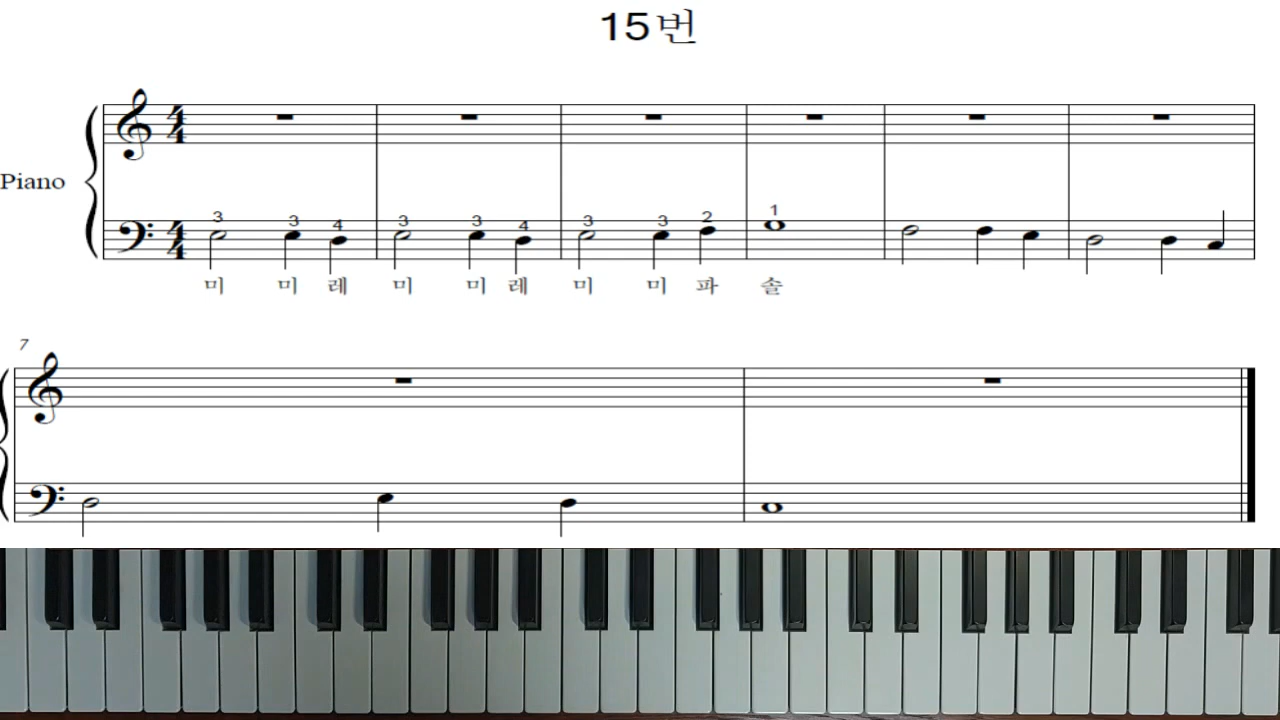 15번
Piano
3 3 4 3 3 4 3 3 2 1
미 미 레 미 미 레 미 미 파 솔
7